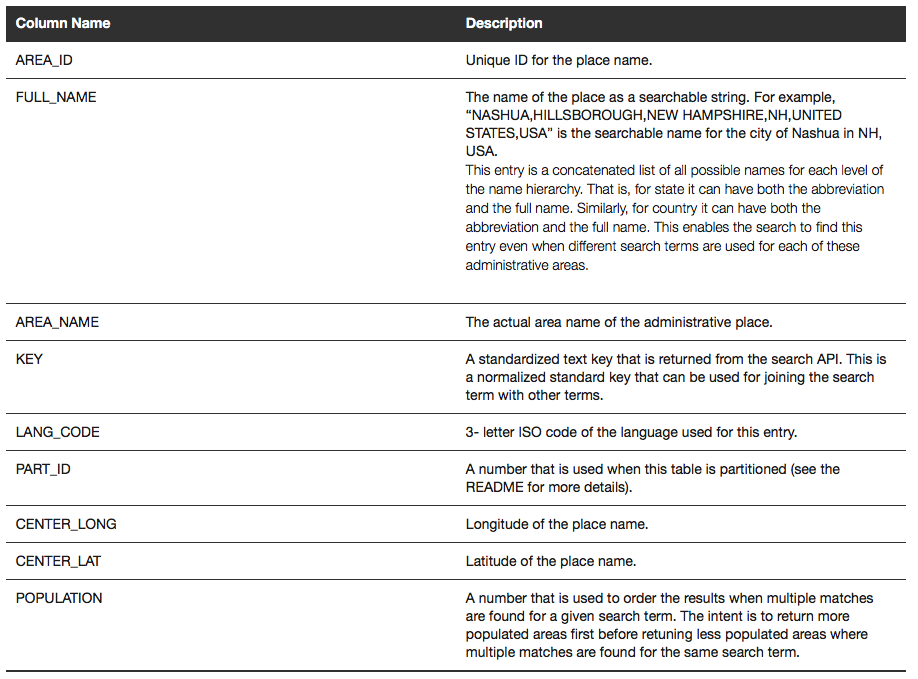 Column Name Description
AREA_ID Unique ID for the place name.
FULL_NAME The name of the place as a searchable string. For example,
“NASHUA,HILLSBOROUGH,NEW HAMPSHIRE,NH,UNITED
STATES,USA” is the searchable name for the city of Nashua in NH,
USA.
This entry is a concatenated list of all possible names for each level of
the name hierarchy. That is, for state it can have both the abbreviation
and the full name. Similarly, for country it can have both the
abbreviation and the full name. This enables the search to find this
entry even when different search terms are used for each of these
administrative areas.
AREA_NAME The actual area name of the administrative place.
KEY A standardized text key that is returned from the search API. This is
a normalized standard key that can be used for joining the search
term with other terms.
LANG_CODE 3- letter ISO code of the language used for this entry.
PART_ID A number that is used when this table is partitioned (see the
README for more details).
CENTER_LONG Longitude of the place name.
CENTER_LAT Latitude of the place name.
POPULATION A number that is used to order the results when multiple matches
are found for a given search term. The intent is to return more
populated areas first before retuning less populated areas where
multiple matches are found for the same search term.